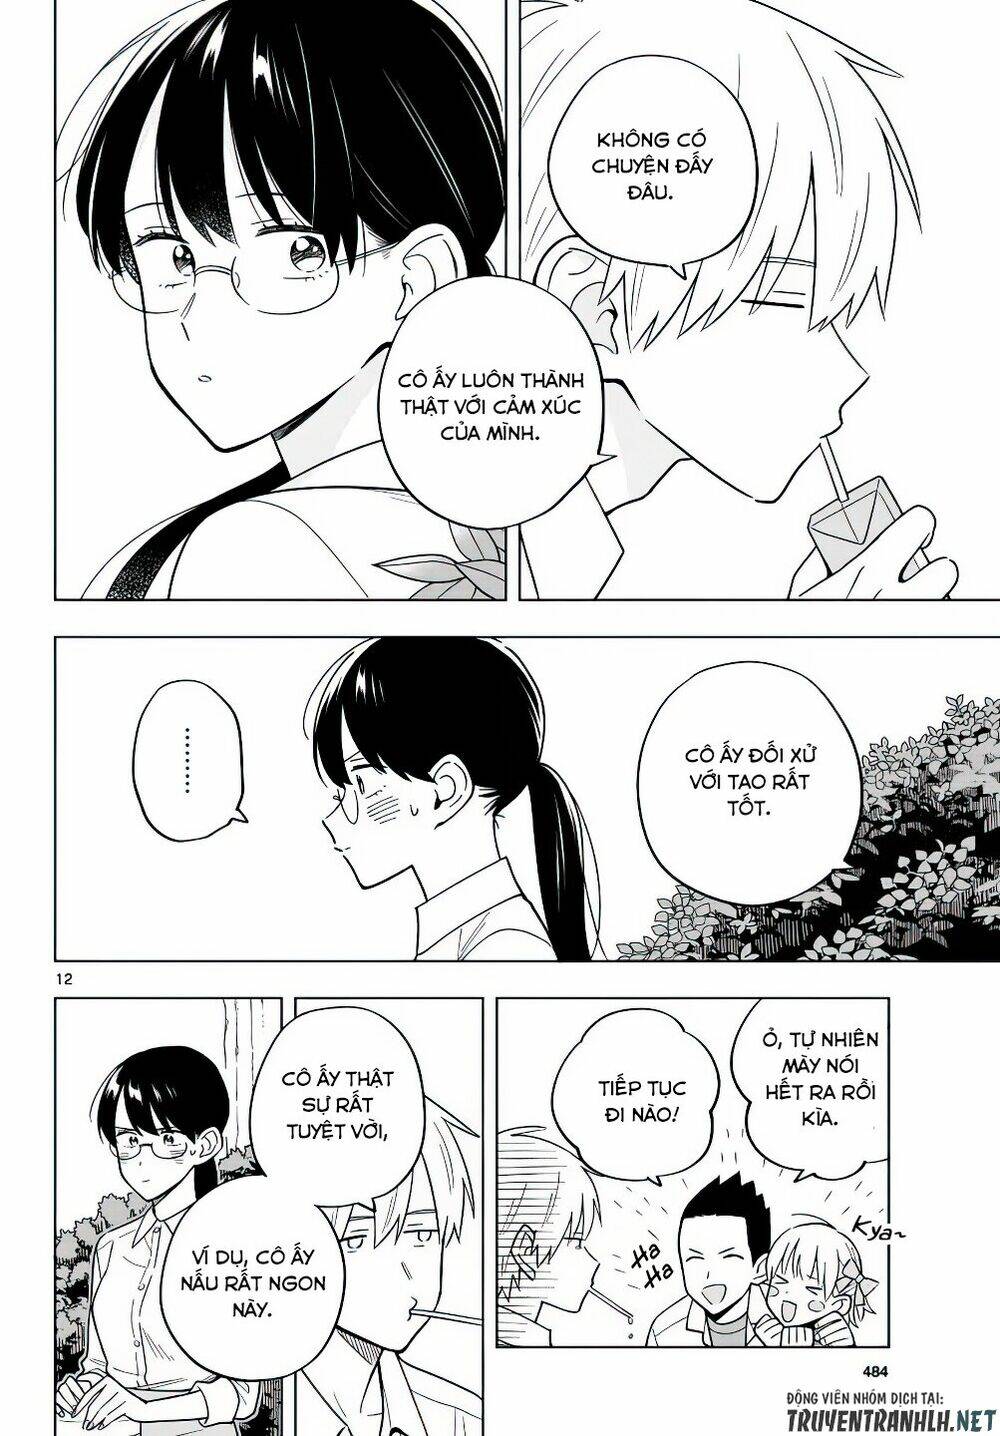 KHÔNG CÓ
CHUYỆN ĐẤY
ĐÂU.
CÔ ẤY LUÔN THÀNH
THẬT VỚI CẢM XÚC
CỦA MÌNH.
CÔ ẤY ĐỐI XỬ
VỚI TAO RẤT
TỐT.
.........
12
Ỏ, TỰ NHIÊN
MÀY NÓI
HẾT RA RỒI
KÌA.
TIẾP TỤC
ĐI NÀO!
Kya~
Ha
Ha
CÔ ẤY THẬT
SỰ RẤT
TUYỆT VỜI,
VÍ DỤ, CÔ ẤY
NẤU RẤT NGON
NÀY.
484
ĐỘNG VIÊN NHÓM DỊCH TẠI:
TRUYENTRANHLH.NET